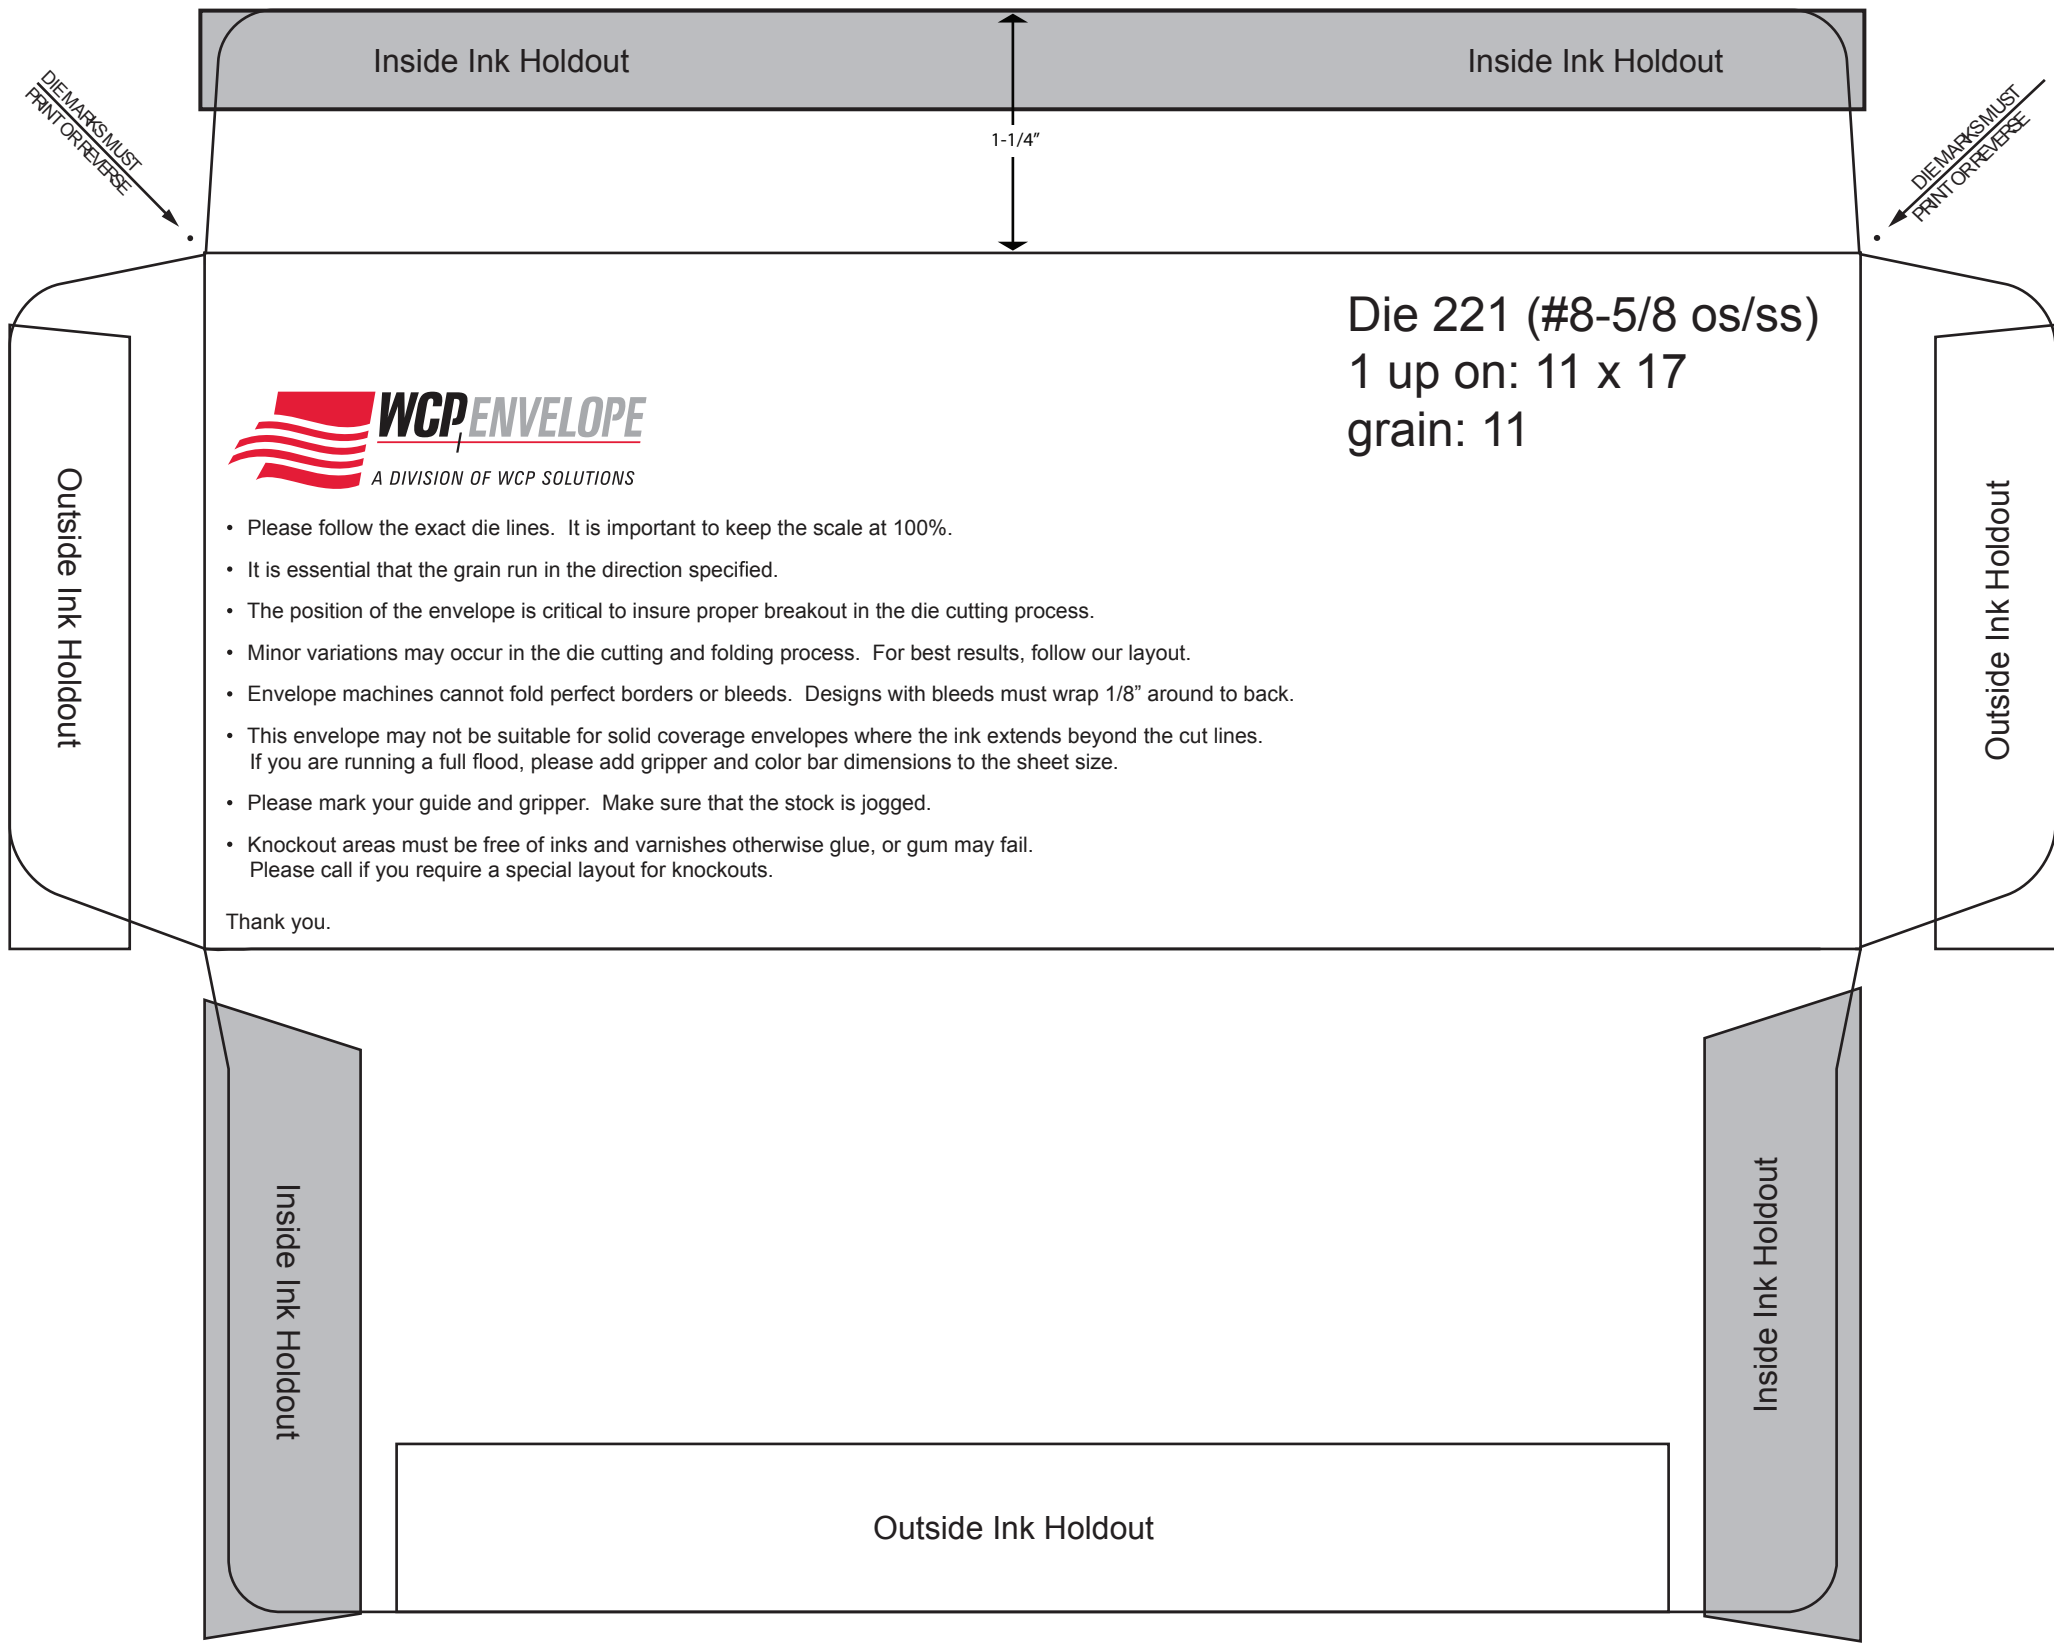 Inside Ink Holdout
Inside Ink Holdout
DIE MARKS MUST
PRINT OR REVERSE
1-1/4"
DIE MARKS MUST
PRINT OR REVERSE
Die 221 (#8-5/8 os/ss)
1 up on: 11 x 17
grain: 11
WCP ENVELOPE
A DIVISION OF WCP SOLUTIONS
• Please follow the exact die lines.  It is important to keep the scale at 100%.
• It is essential that the grain run in the direction specified.
• The position of the envelope is critical to insure proper breakout in the die cutting process.
• Minor variations may occur in the die cutting and folding process.  For best results, follow our layout.
• Envelope machines cannot fold perfect borders or bleeds.  Designs with bleeds must wrap 1/8” around to back.
• This envelope may not be suitable for solid coverage envelopes where the ink extends beyond the cut lines.
If you are running a full flood, please add gripper and color bar dimensions to the sheet size.
• Please mark your guide and gripper.  Make sure that the stock is jogged.
• Knockout areas must be free of inks and varnishes otherwise glue, or gum may fail.
Please call if you require a special layout for knockouts.
Thank you.
Outside Ink Holdout
Outside Ink Holdout
Inside Ink Holdout
Inside Ink Holdout
Outside Ink Holdout